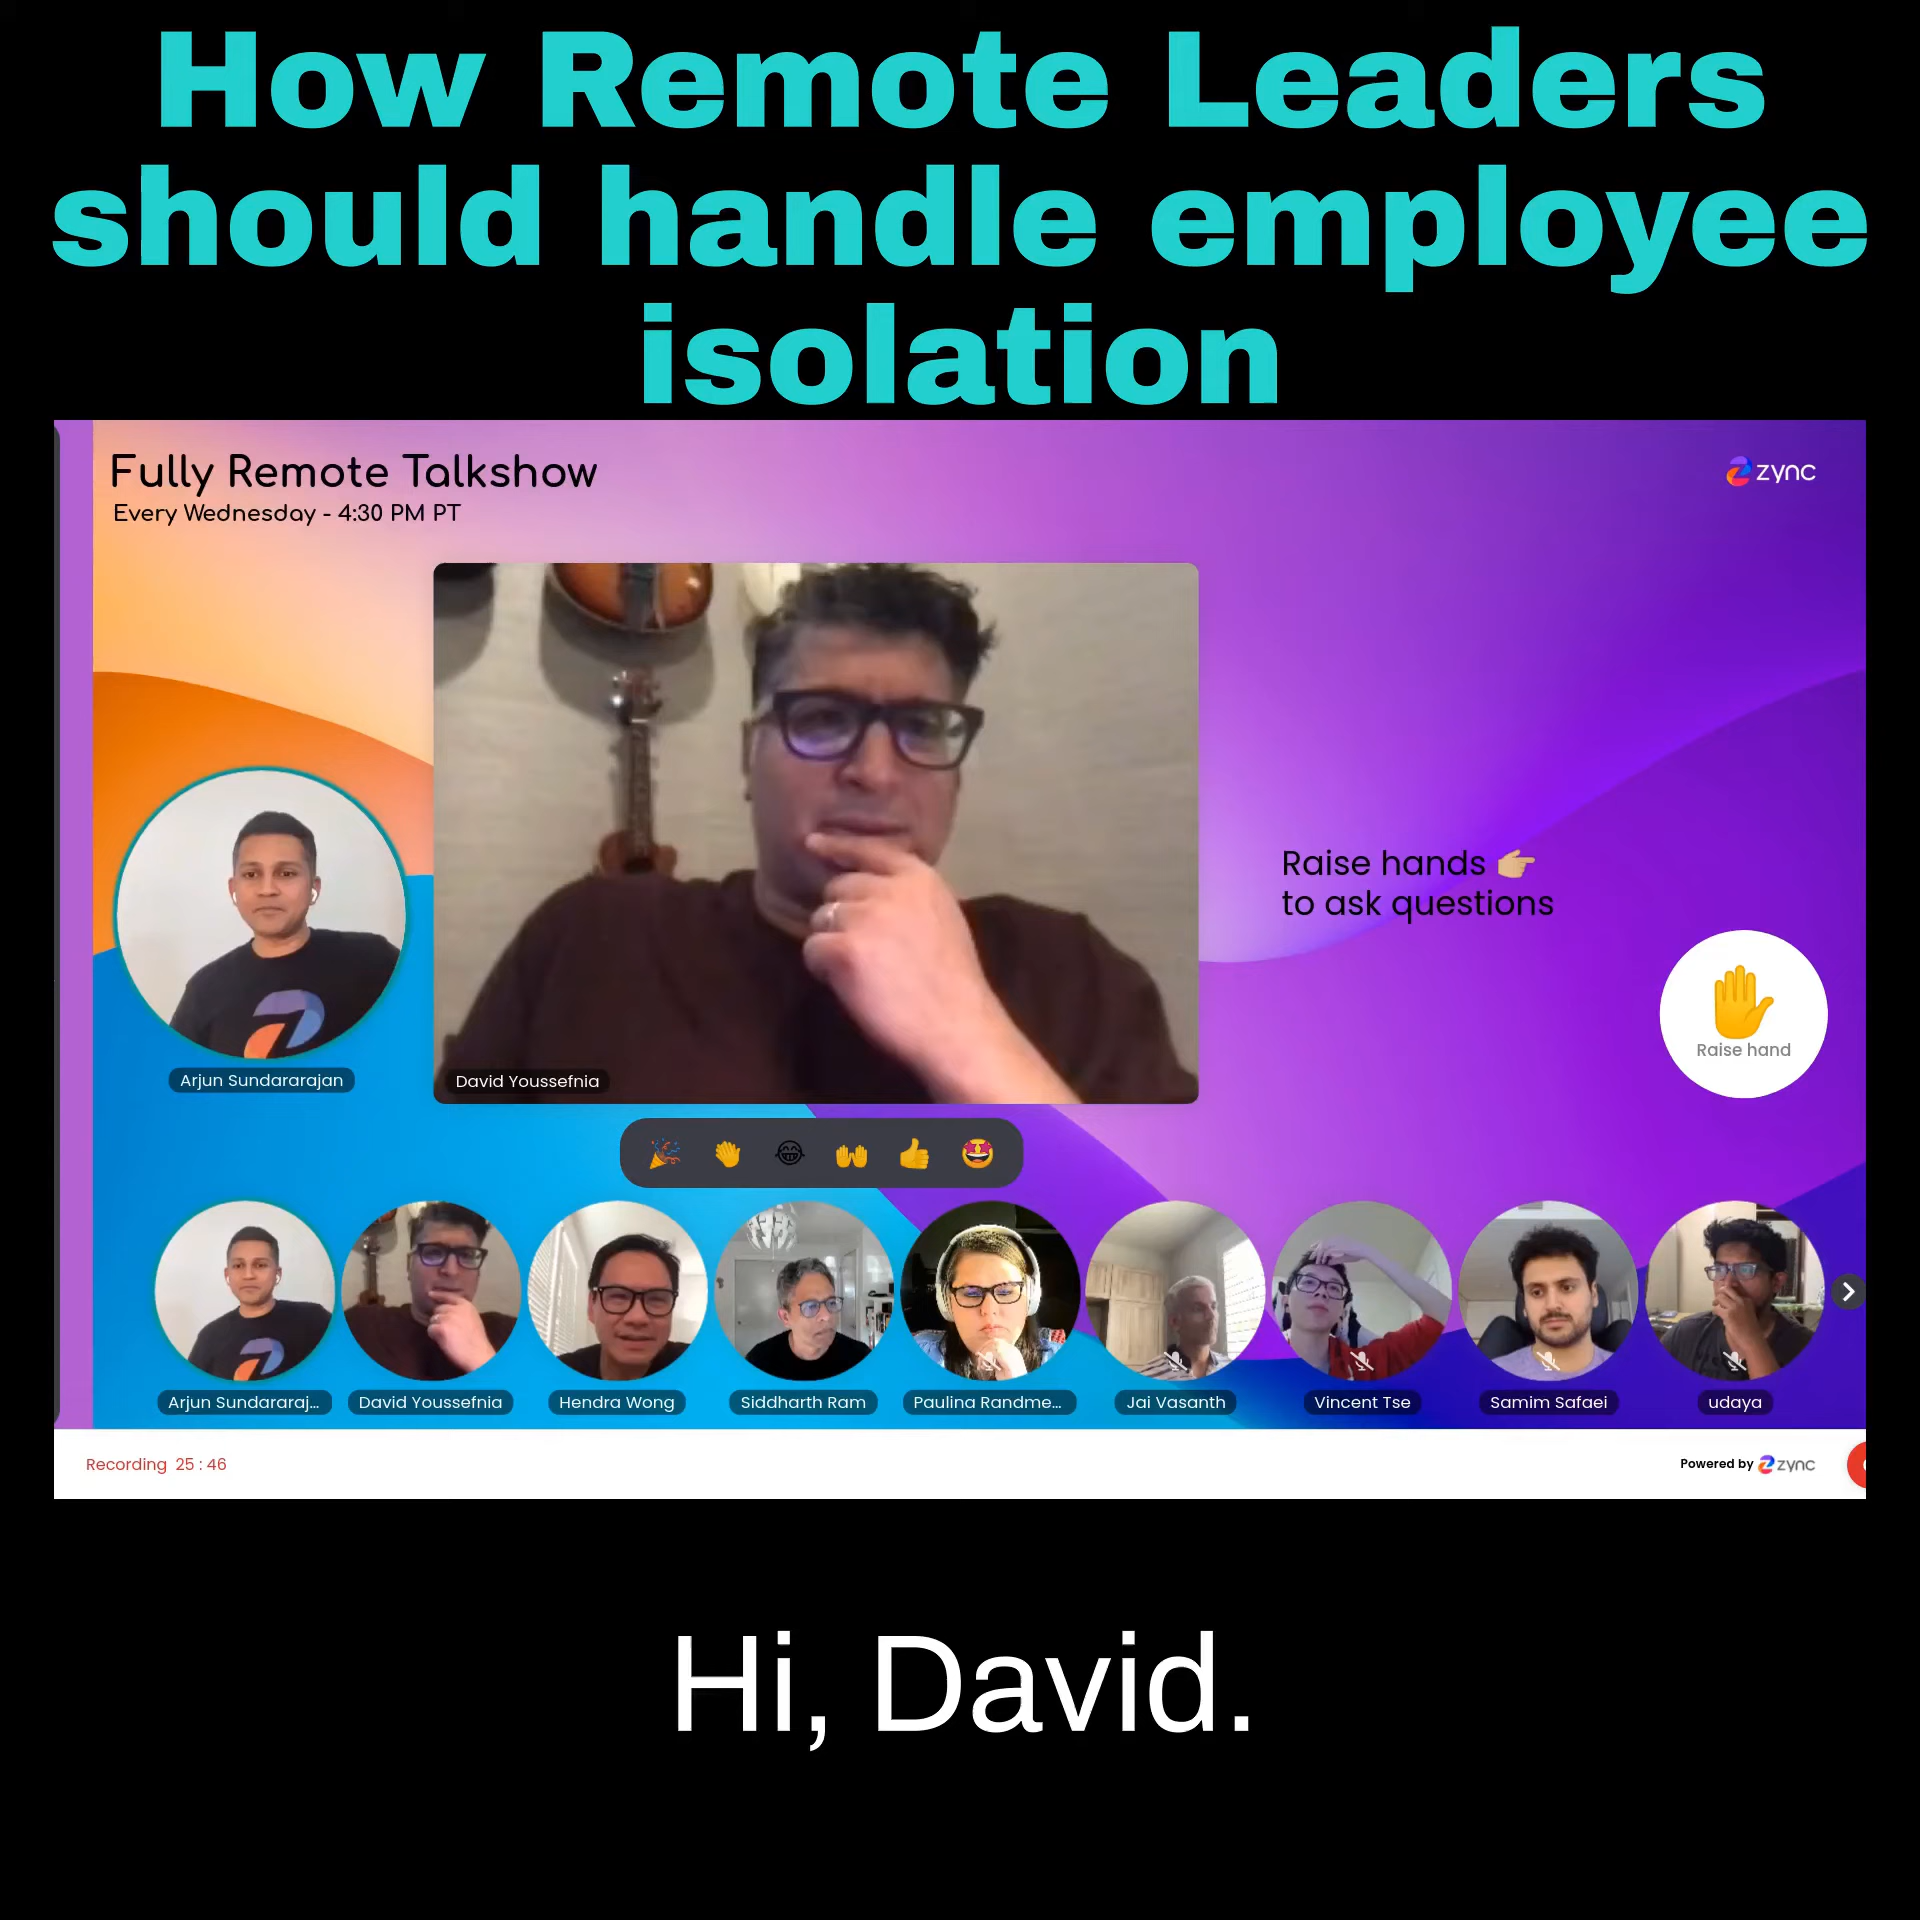 How Remote Leaders
should handle employee
isolation
Fully Remote Talkshow
Every Wednesday - 4:30 PM PT
zync
Raise hands
to ask questions
Raise hand
Arjun Sundararajan
David Youssefnia
Arjun Sundararaj...
David Youssefnia
Hendra Wong
Siddharth Ram
Paulina Randme...
Jai Vasanth
Vincent Tse
Samim Safaei
udaya
Recording 25 : 46
Powered by zync
Hi, David.